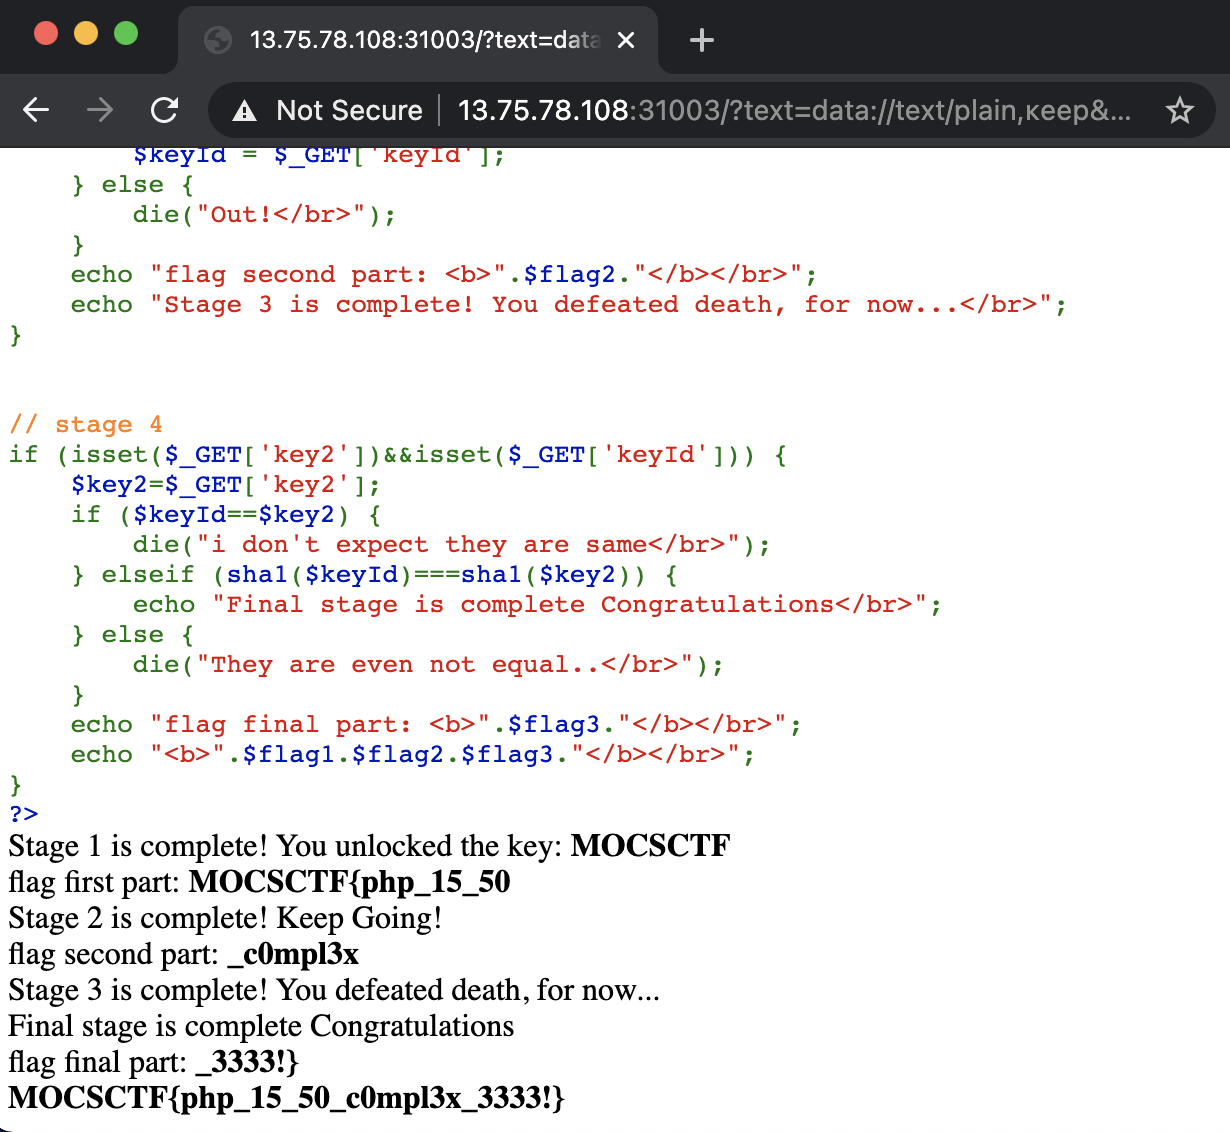 13.75.78.108:31003/?text=data
Not Secure 13.75.78.108:31003/?text=data://text/plain,кeep&...
$keyId = $_GET['keyId'];
} else {
die("Out!</br>");
}
echo "flag second part: <b>".$flag2."</b></br>";
echo "Stage 3 is complete! You defeated death, for now...</br>";
}
// stage 4
if (isset($_GET['key2'])&&isset($_GET['keyId'])) {
$key2=$_GET['key2'];
if ($keyId==$key2) {
die("i don't expect they are same</br>");
} elseif (sha1($keyId)===sha1($key2)) {
echo "Final stage is complete Congratulations</br>";
} else {
die("They are even not equal..</br>");
}
echo "flag final part: <b>".$flag3."</b></br>";
echo "<b>".$flag1.$flag2.$flag3."</b></br>";
}
?>
Stage 1 is complete! You unlocked the key: MOCSCTF
flag first part: MOCSCTF{php_15_50
Stage 2 is complete! Keep Going!
flag second part: _c0mpl3x
Stage 3 is complete! You defeated death, for now...
Final stage is complete Congratulations
flag final part: _3333!}
MOCSCTF{php_15_50_c0mpl3x_3333!}